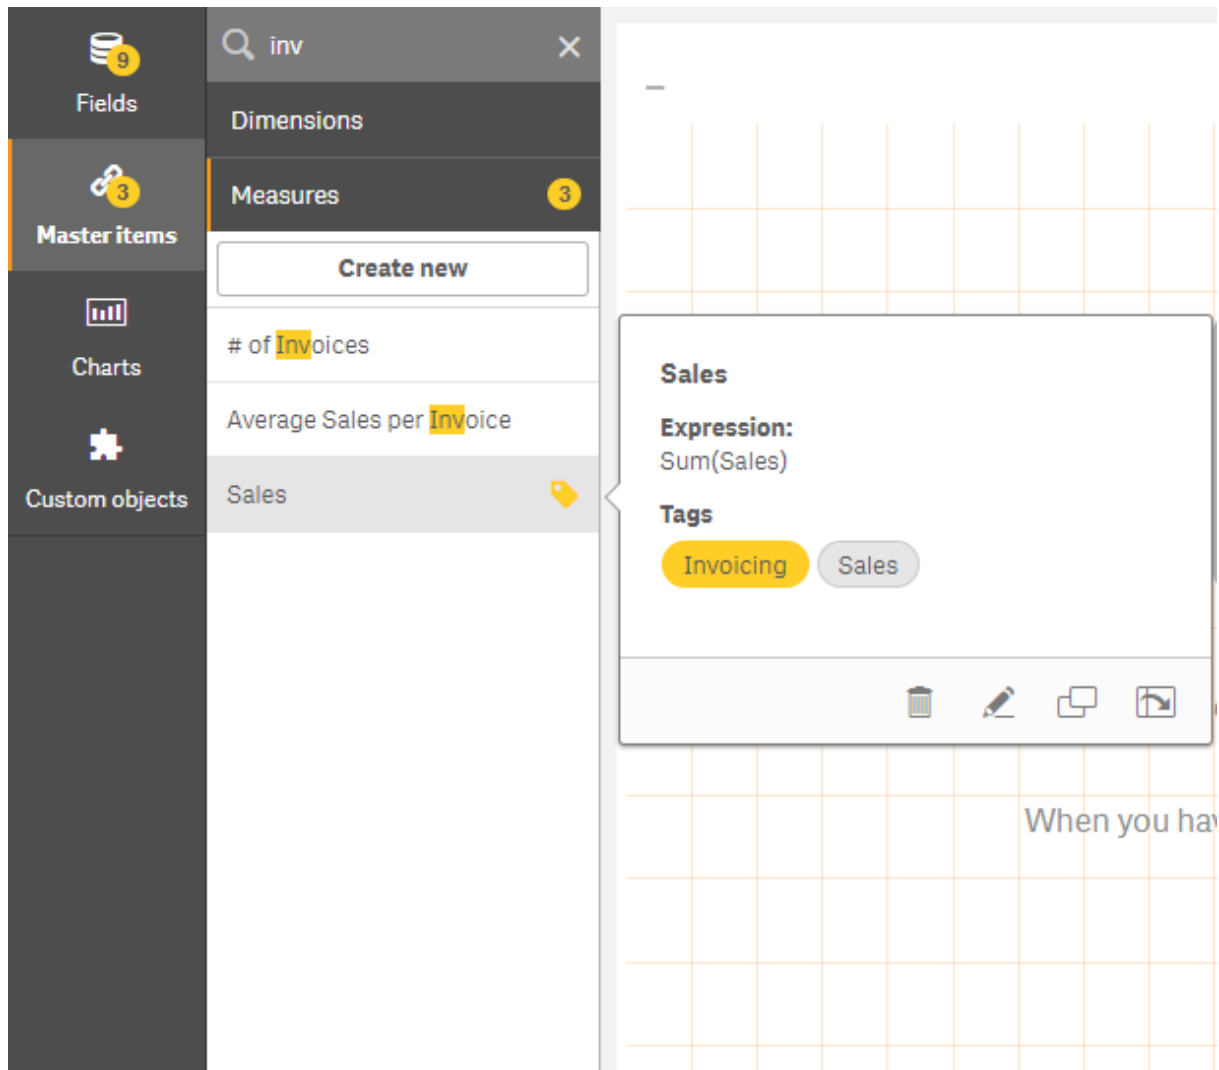 9
Fields
3
Master items
Charts
Custom objects
inv
Dimensions
Measures 3
Create new
# of Invoices
Average Sales per Invoice
Sales
Sales
Expression:
Sum(Sales)
Tags
Invoicing Sales
When you